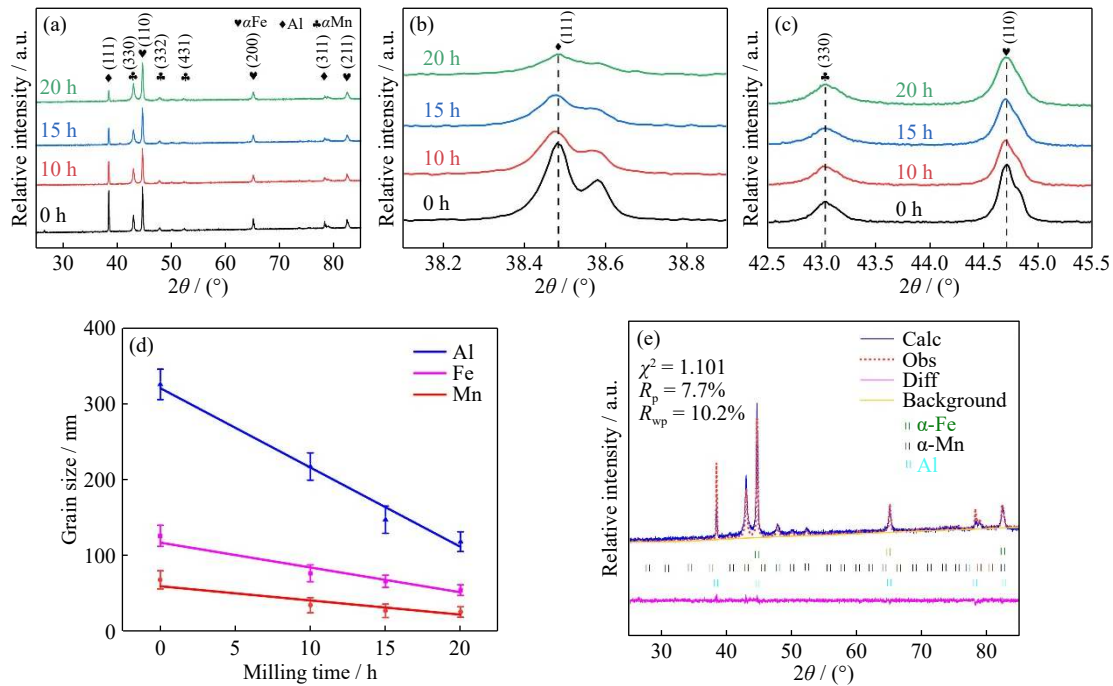 (a)
♥αFe ♦Al ♣αMn
(111)
(330)
(110)
(332)
(431)
(200)
(311)
(211)
20 h
15 h
10 h
0 h
Relative intensity / a.u.
30 40 50 60 70 80
2θ / (°)
(b)
(111)
20 h
15 h
10 h
0 h
Relative intensity / a.u.
38.2 38.4 38.6 38.8
2θ / (°)
(c)
(330)
(110)
20 h
15 h
10 h
0 h
Relative intensity / a.u.
42.5 43.0 43.5 44.0 44.5 45.0 45.5
2θ / (°)
(d)
Al
Fe
Mn
400
300
200
100
0
Grain size / nm
0 5 10 15 20
Milling time / h
(e)
χ² = 1.101
Rp = 7.7%
Rwp = 10.2%
Calc
Obs
Diff
Background
α-Fe
α-Mn
Al
Relative intensity / a.u.
30 40 50 60 70 80
2θ / (°)